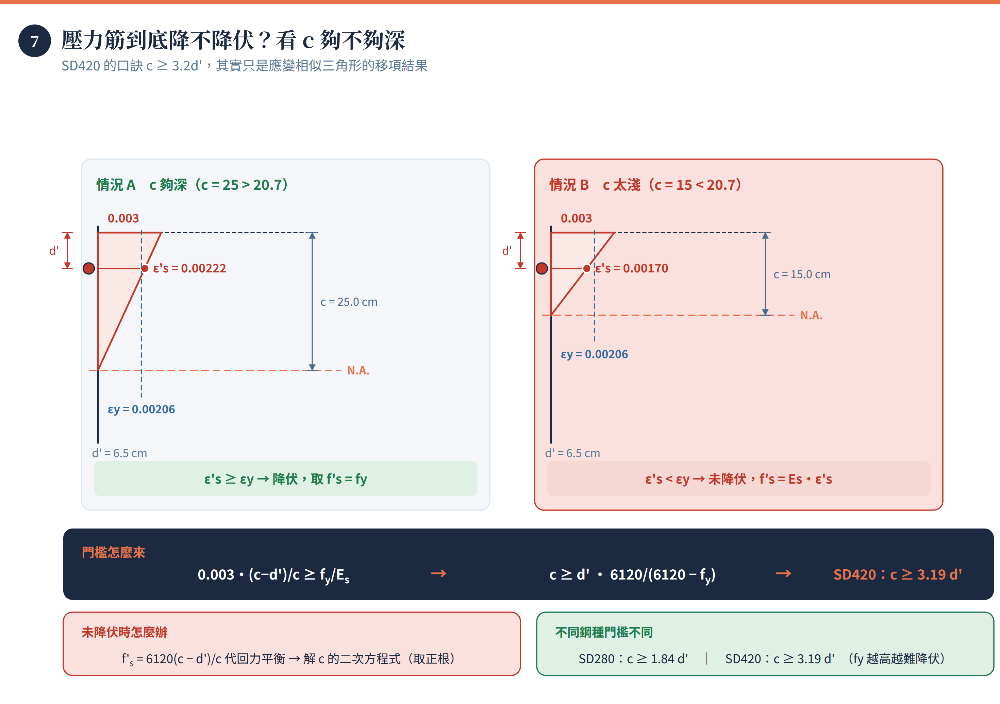 7
壓力筋到底降不降伏？看 c 夠不夠深
SD420 的口訣 c ≥ 3.2d'，其實只是應變相似三角形的移項結果
情況 A　c 夠深（c = 25 > 20.7）
0.003
d'
ε's = 0.00222
c = 25.0 cm
N.A.
εy = 0.00206
d' = 6.5 cm
ε's ≥ εy → 降伏，取 f's = fy
情況 B　c 太淺（c = 15 < 20.7）
0.003
d'
ε's = 0.00170
c = 15.0 cm
N.A.
εy = 0.00206
d' = 6.5 cm
ε's < εy → 未降伏，f's = Es · ε's
門檻怎麼來
0.003 · (c−d')/c ≥ fy/Es → c ≥ d' · 6120/(6120 − fy) → SD420：c ≥ 3.19 d'
未降伏時怎麼辦
f's = 6120(c − d')/c 代回力平衡 → 解 c 的二次方程式（取正根）
不同鋼種門檻不同
SD280：c ≥ 1.84 d'　｜　SD420：c ≥ 3.19 d'　（fy 越高越難降伏）